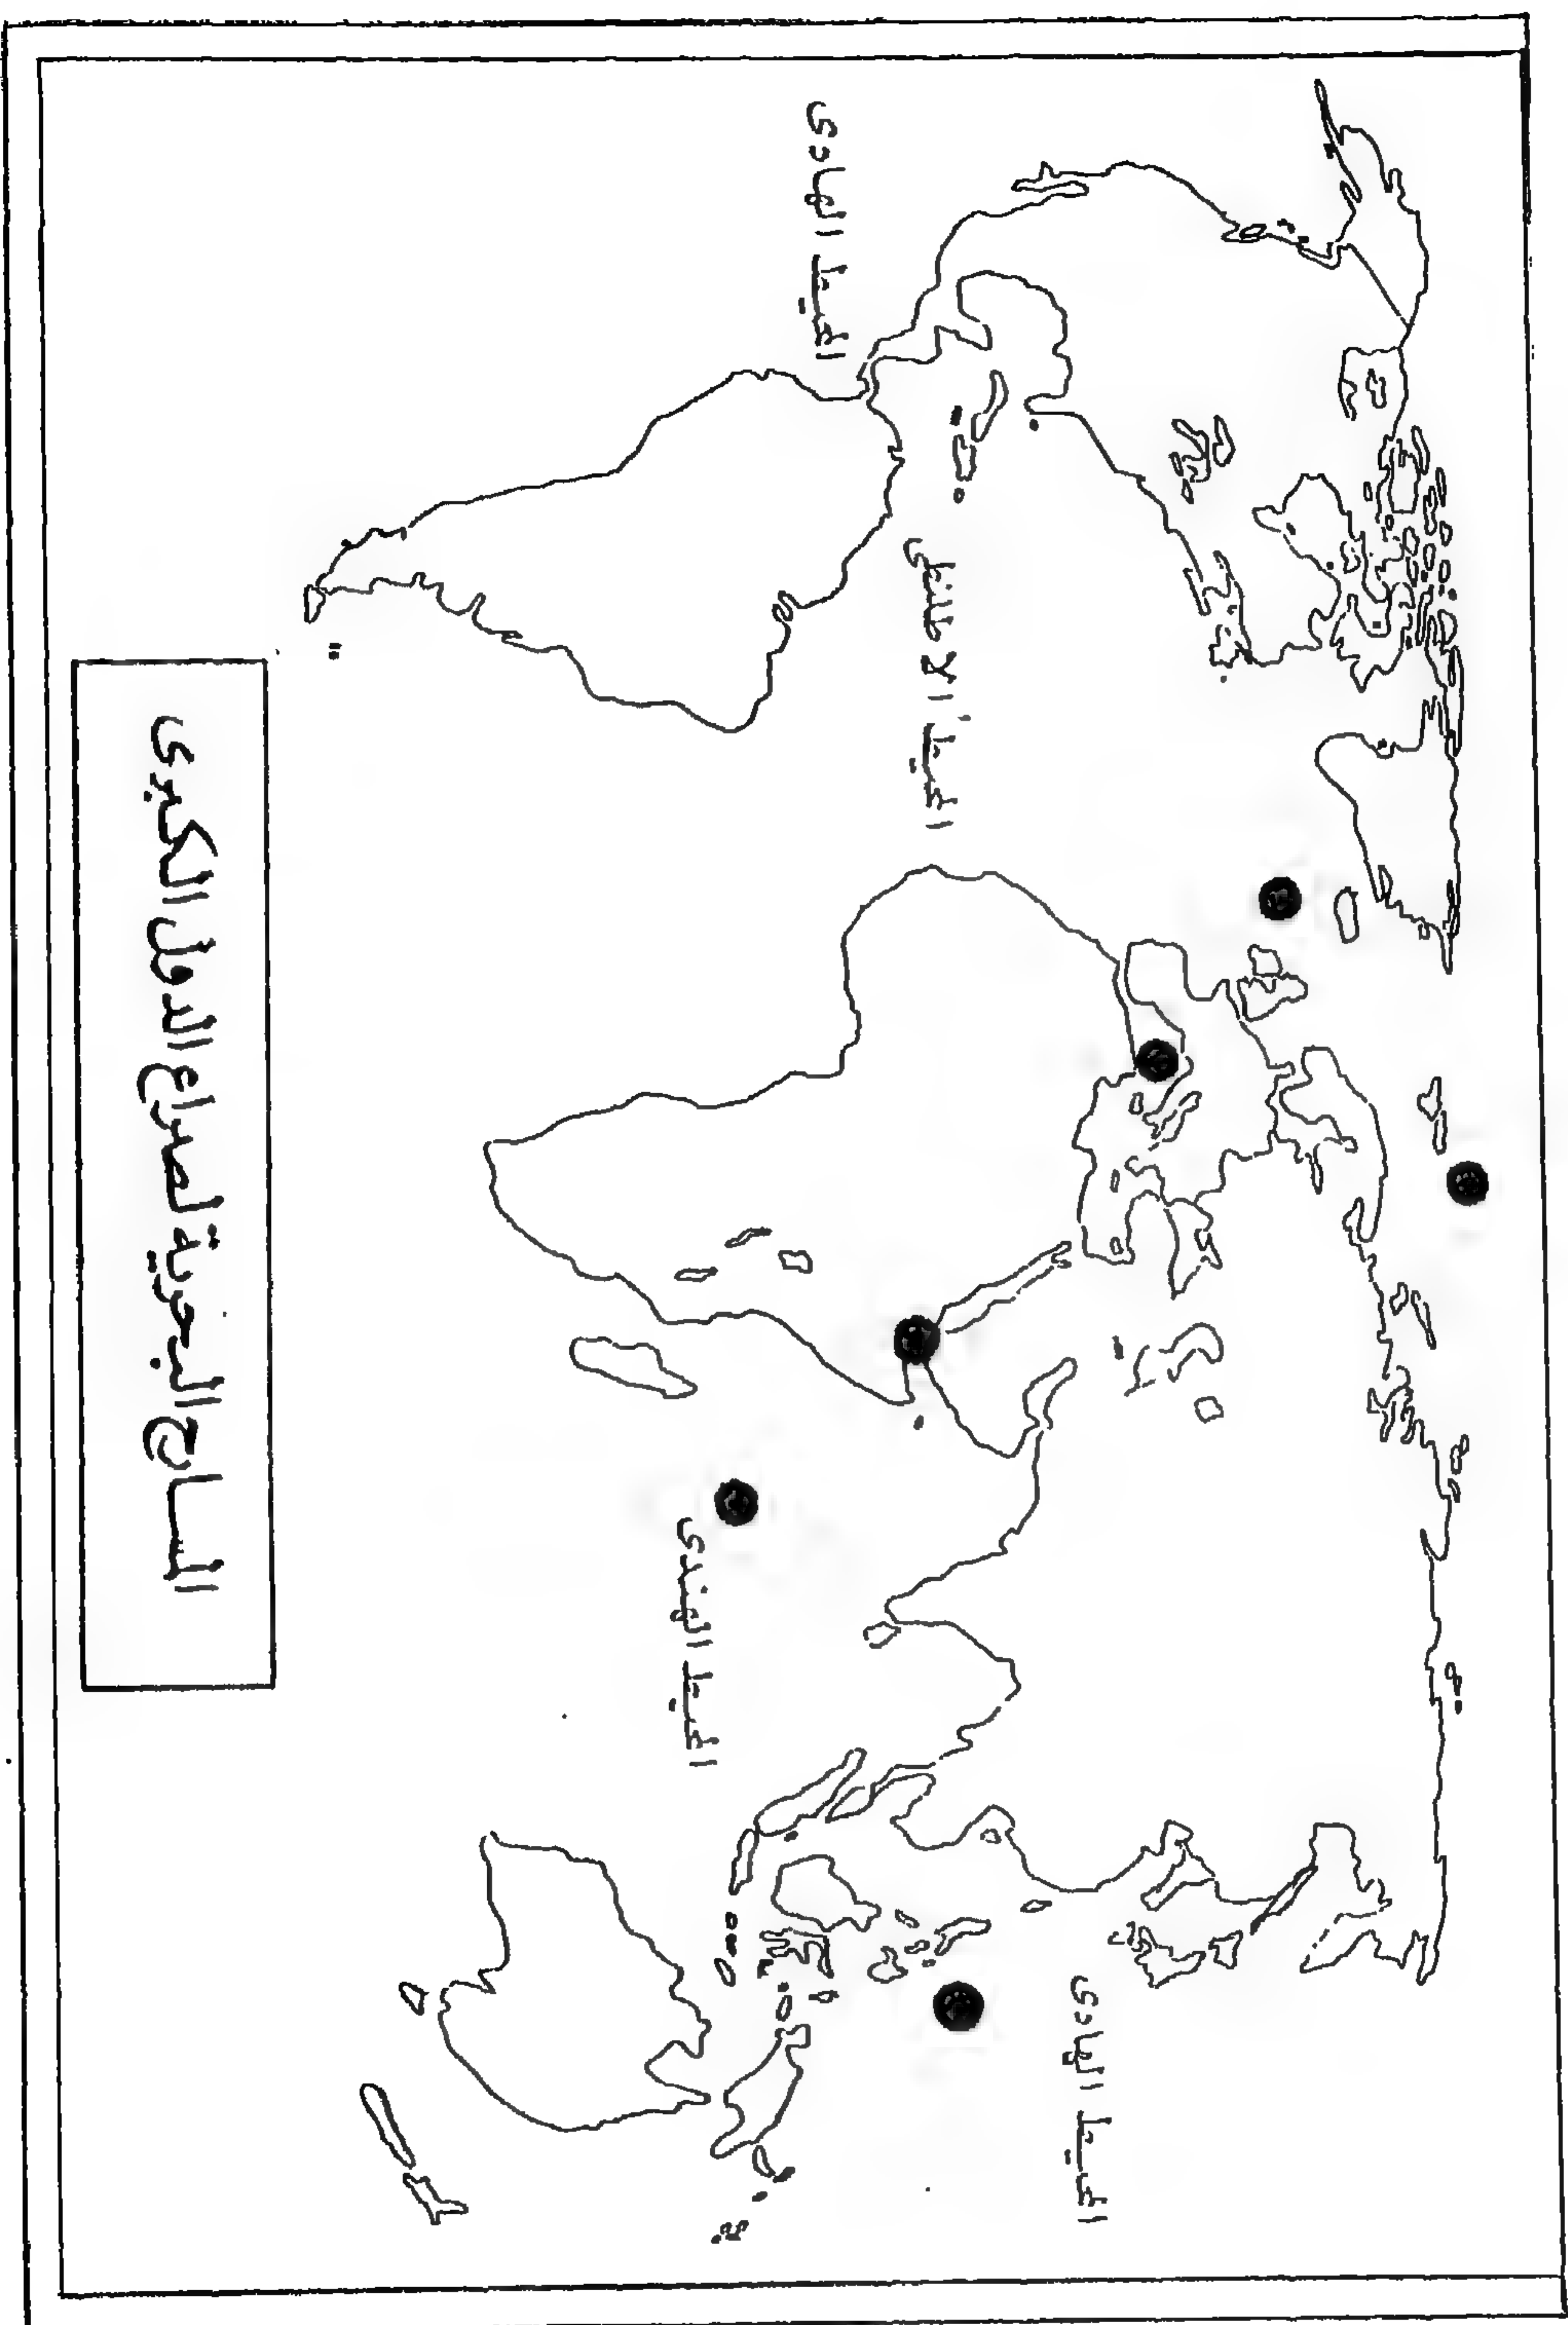 المحيط الهادى
المحيط الأطلنطى
المحيط الهادى
المحيط الهندى
المسارح البحرية لصراع الدول الكبرى